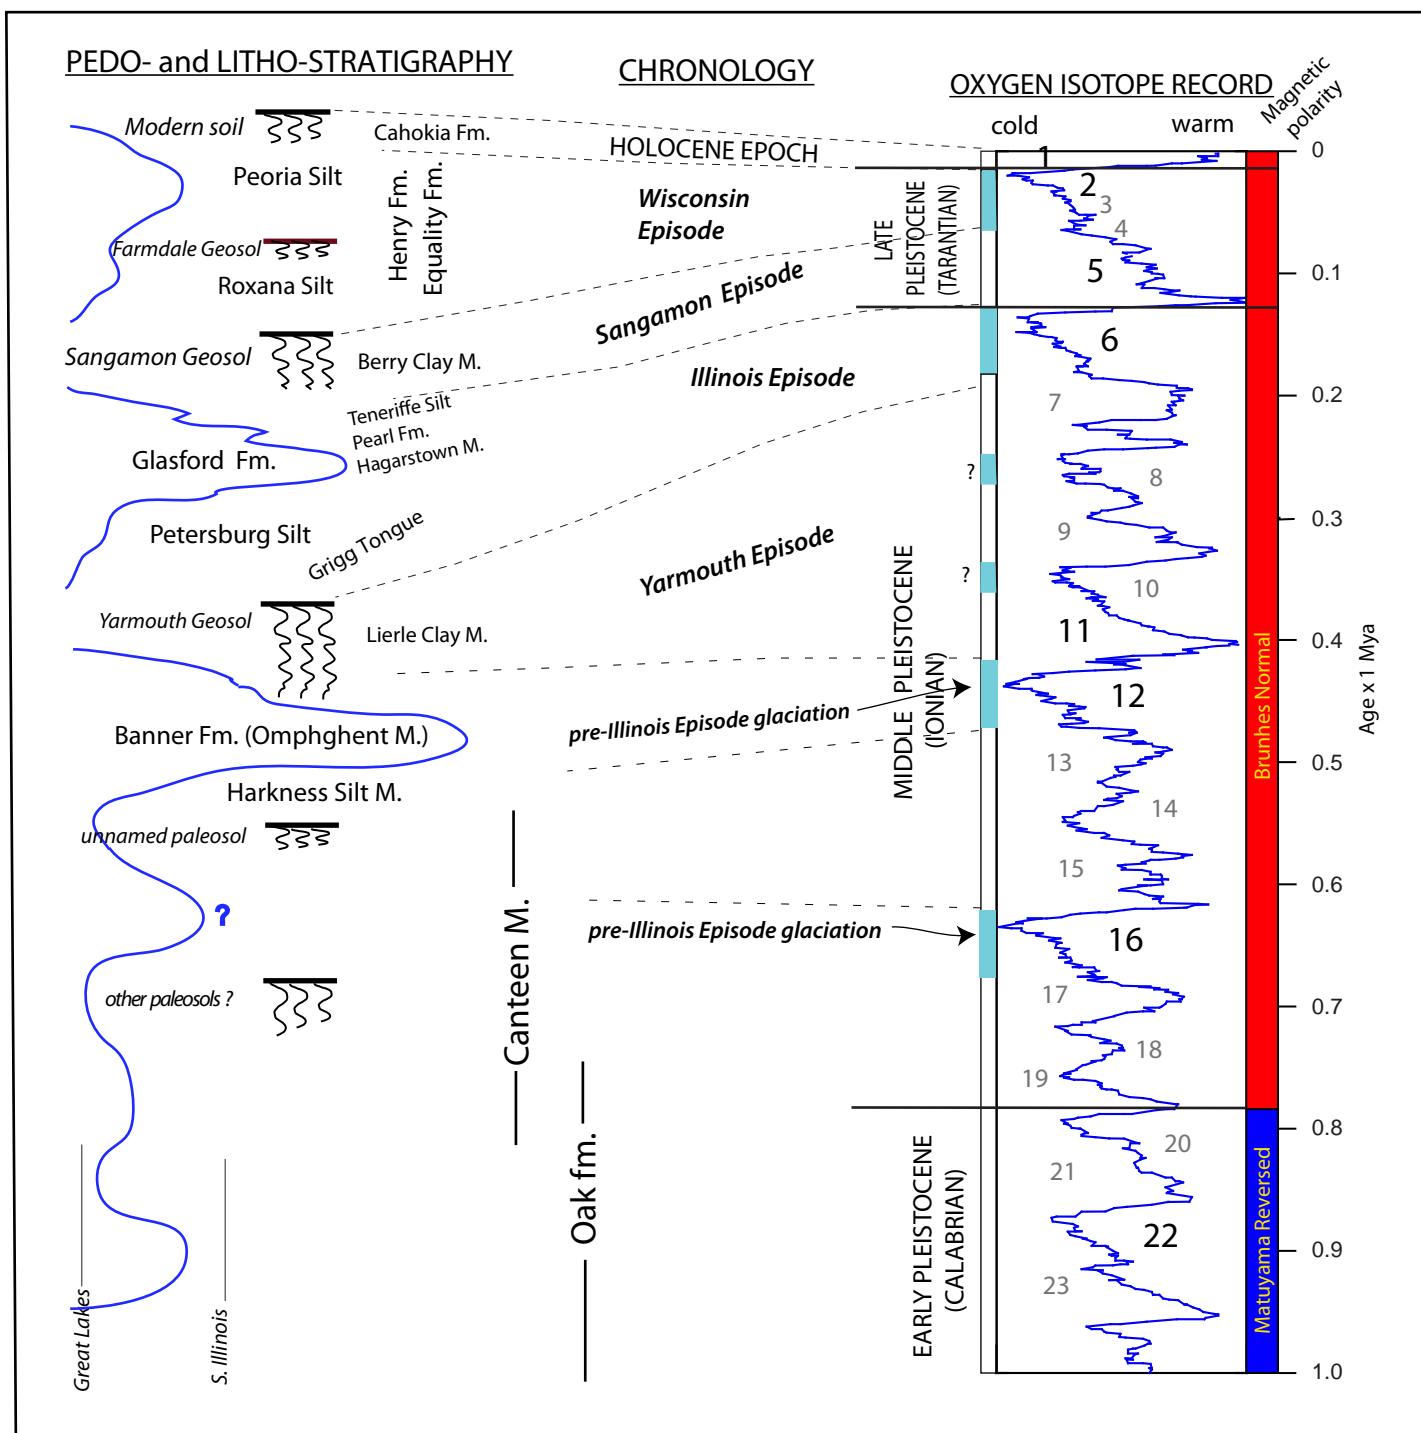 PEDO- and LITHO-STRATIGRAPHY
CHRONOLOGY
OXYGEN ISOTOPE RECORD
Magnetic
polarity
cold
warm
Modern soil
Cahokia Fm.
Peoria Silt
Henry Fm.
Equality Fm.
Farmdale Geosol
Roxana Silt
Sangamon Geosol
Berry Clay M.
Teneriffe Silt
Pearl Fm.
Hagarstown M.
Glasford Fm.
Petersburg Silt
Grigg Tongue
Yarmouth Geosol
Lierle Clay M.
Banner Fm. (Omphghent M.)
Harkness Silt M.
unnamed paleosol
?
other paleosols ?
Canteen M.
Oak fm.
Great Lakes
S. Illinois
HOLOCENE EPOCH
Wisconsin
Episode
Sangamon Episode
Illinois Episode
Yarmouth Episode
pre-Illinois Episode glaciation
pre-Illinois Episode glaciation
LATE
PLEISTOCENE
(TARANTIAN)
MIDDLE PLEISTOCENE
(IONIAN)
EARLY PLEISTOCENE
(CALABRIAN)
?
?
1
2
3
4
5
6
7
8
9
10
11
12
13
14
15
16
17
18
19
20
21
22
23
Brunhes Normal
Matuyama Reversed
0
0.1
0.2
0.3
0.4
0.5
0.6
0.7
0.8
0.9
1.0
Age x 1 Mya